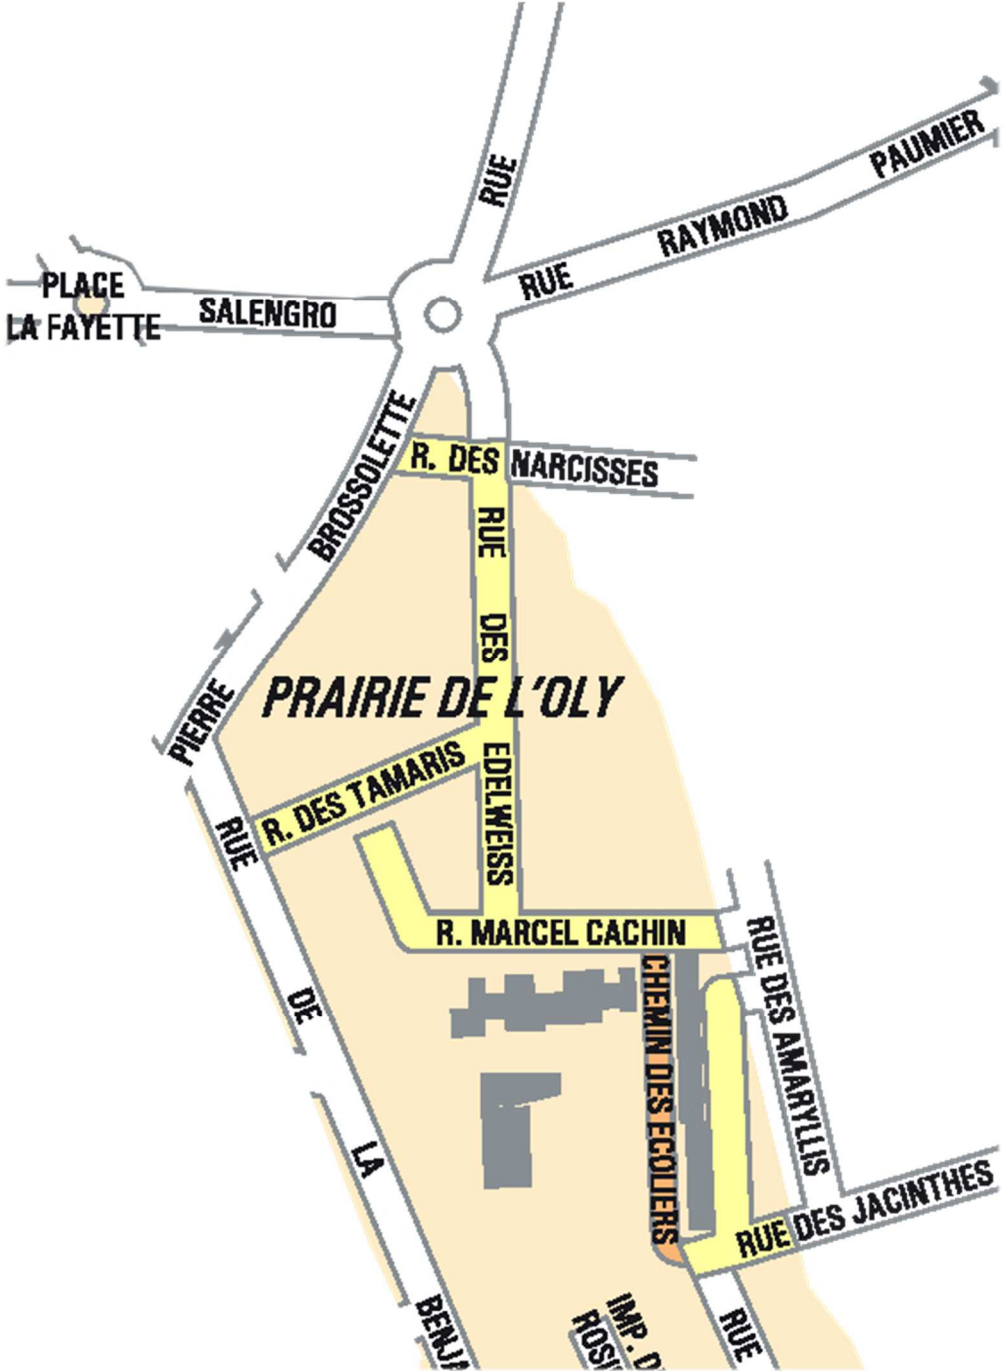 RUE
RUE RAYMOND PAUMIER
PLACE
LA FAYETTE
SALENGRO
PIERRE BROSSOLETTE
R. DES NARCISSES
RUE DES EDELWEISS
PRAIRIE DE L'OLY
R. DES TAMARIS
R. MARCEL CACHIN
RUE DES AMARYLLIS
CHEMIN DES ECOLIERS
RUE DE LA
RUE DES JACINTHES
RUE
IMP. D